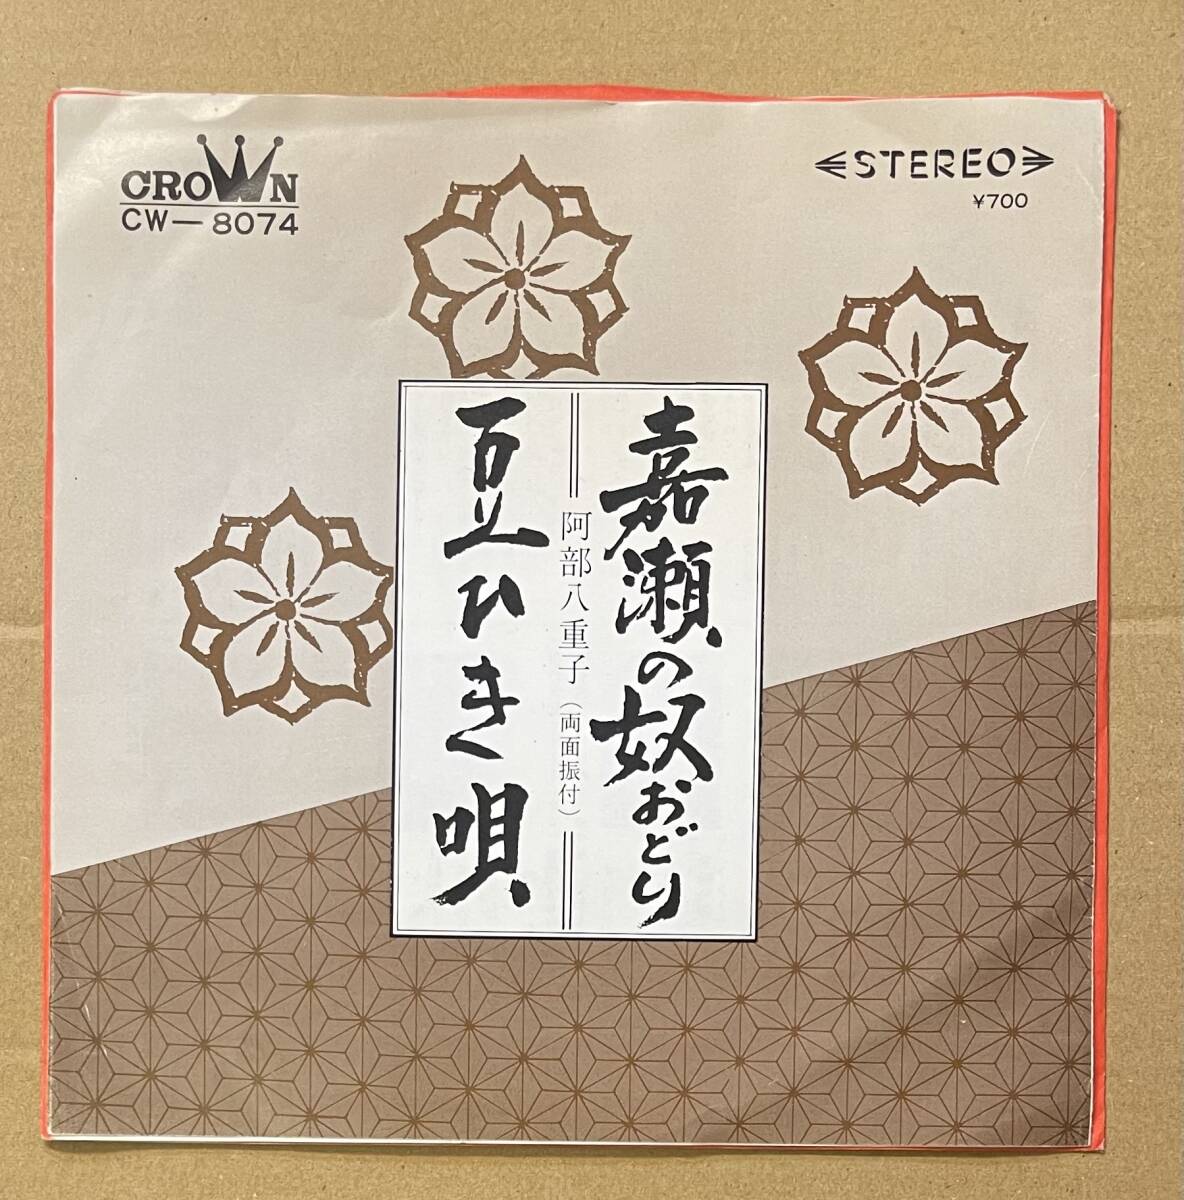 CROWN
CW—8074
STEREO
¥700
嘉瀬の奴おどり
阿部八重子(両面振付)
豆ひき唄